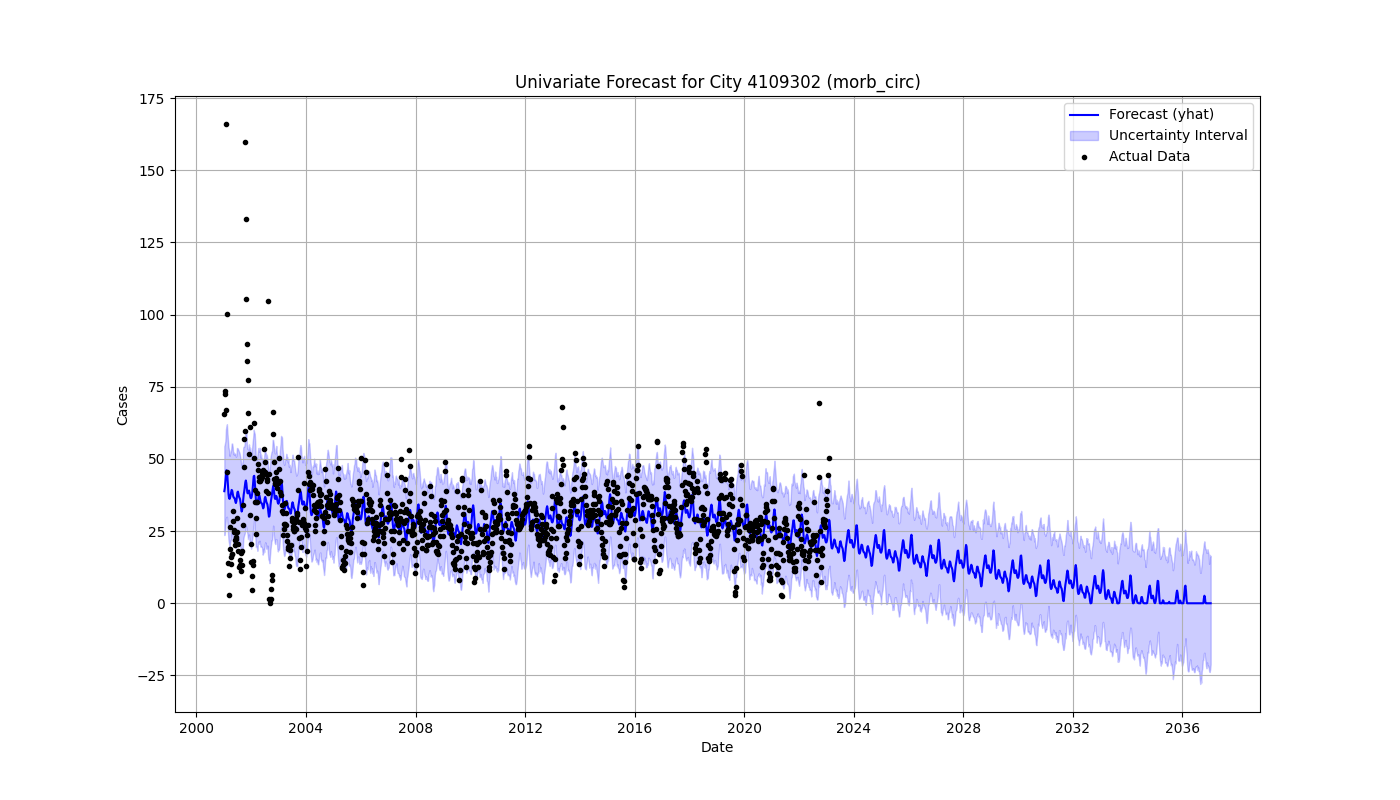 Univariate Forecast for City 4109302 (morb_circ)
Forecast (yhat)
Uncertainty Interval
Actual Data
175
150
125
100
75
50
25
0
−25
Cases
2000 2004 2008 2012 2016 2020 2024 2028 2032 2036
Date